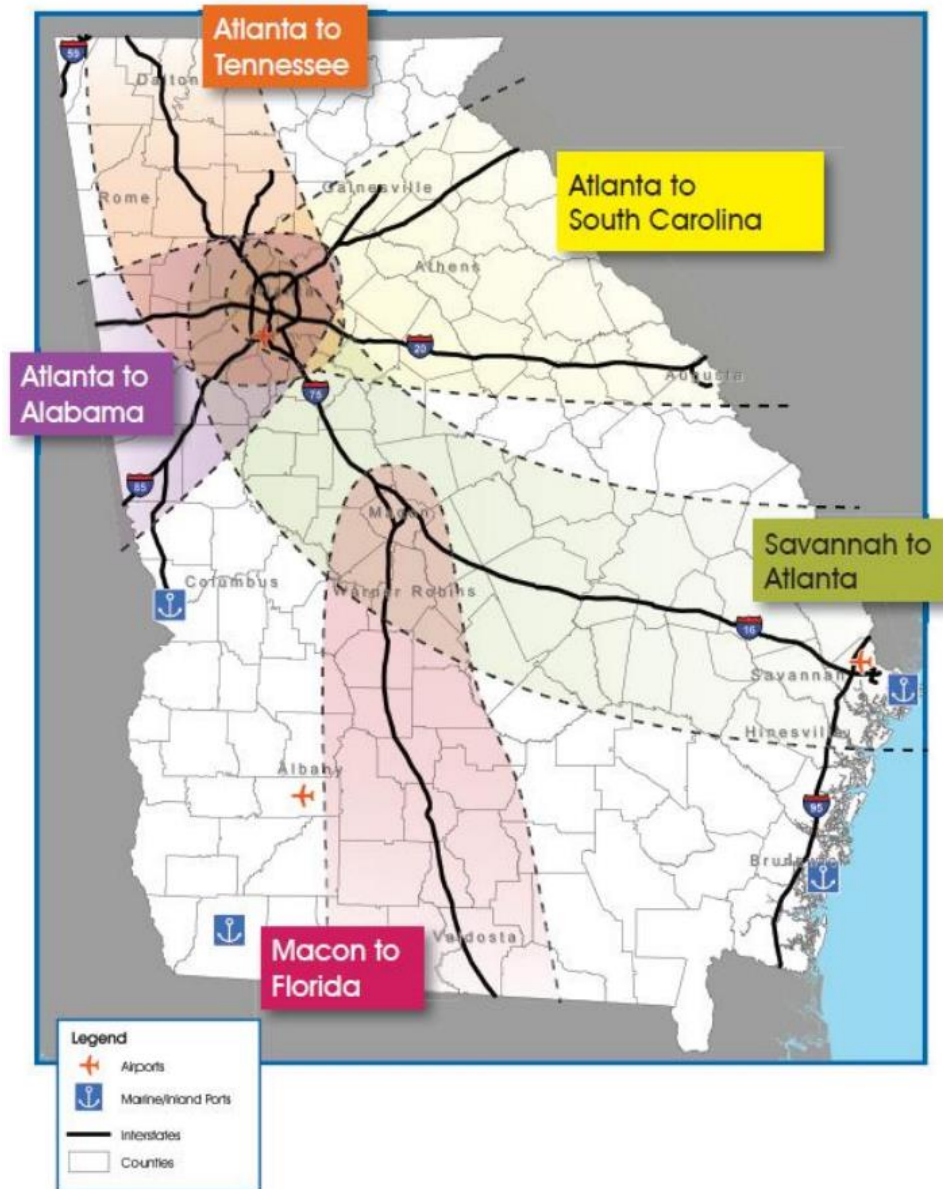 Atlanta to
Tennessee
55
Dalton
Atlanta to
South Carolina
Gainesville
Rome
Athens
20
Augusta
Atlanta to
Alabama
75
85
Macon
Savannah to
Atlanta
Columbus
Warner Robins
16
Savannah
Hinesville
Albany
95
Valdosta
Macon to
Florida
Legend
Airports
Marine/Inland Ports
Interstates
Counties